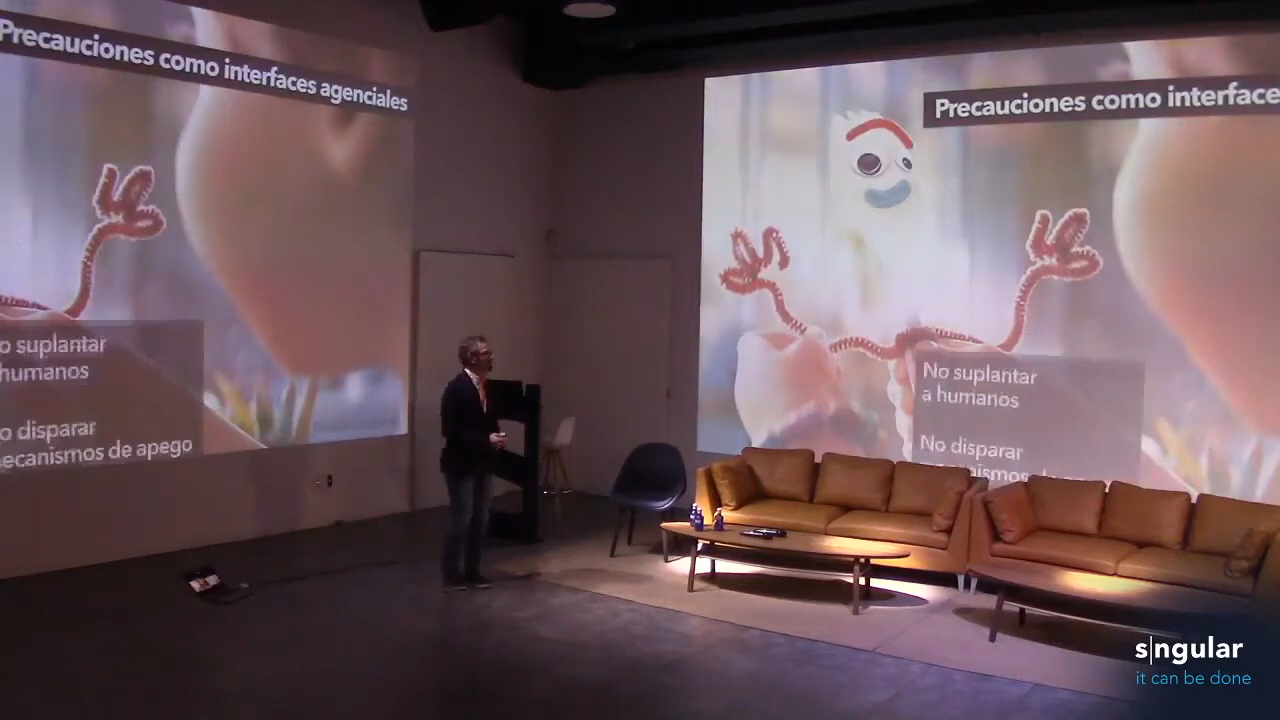 Precauciones como interfaces agenciales
o suplantar
humanos
o disparar
ecanismos de apego
Precauciones como interface
No suplantar
a humanos
No disparar
s|ngular
it can be done